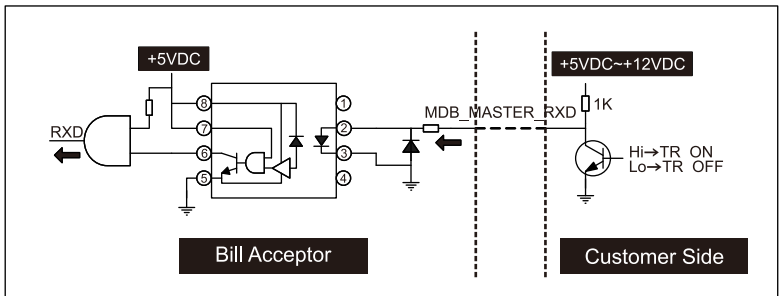 +5VDC
+5VDC~+12VDC
RXD
8
7
6
5
1
2
3
4
MDB_MASTER_RXD
1K
Hi→TR ON
Lo→TR OFF
Bill Acceptor
Customer Side